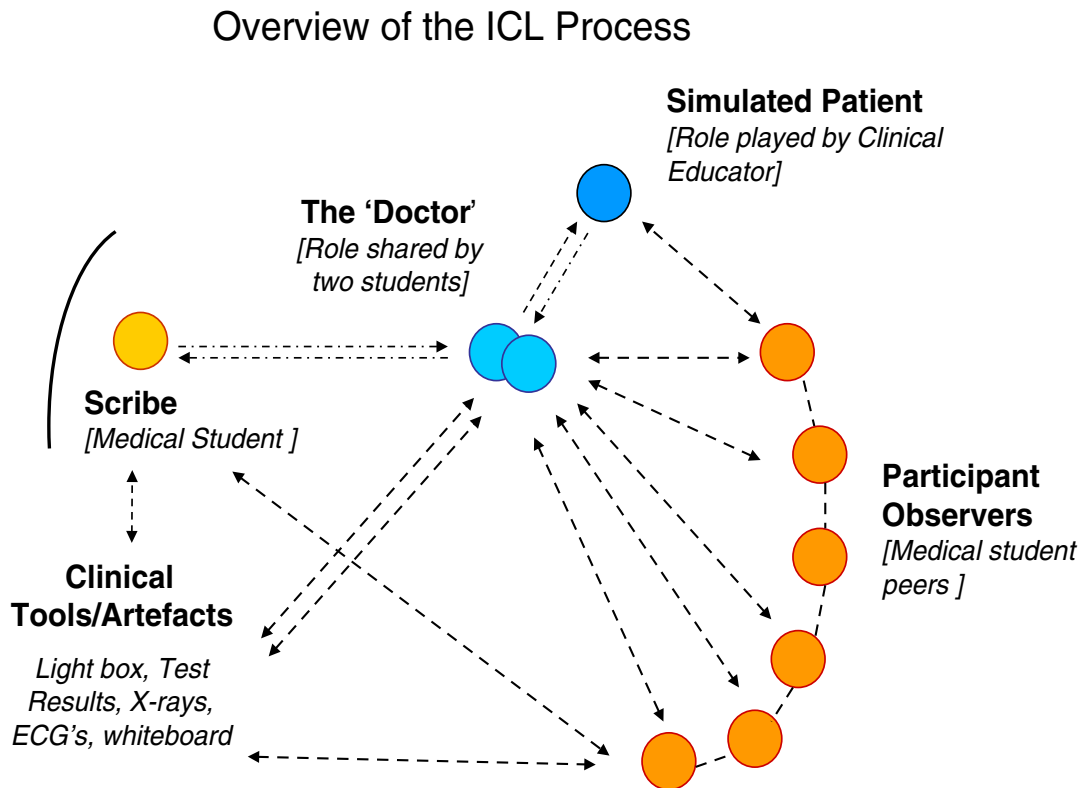 Overview of the ICL Process
Simulated Patient
[Role played by Clinical
Educator]
The ‘Doctor’
[Role shared by
two students]
Scribe
[Medical Student ]
Participant
Observers
[Medical student
peers ]
Clinical
Tools/Artefacts
Light box, Test
Results, X-rays,
ECG's, whiteboard